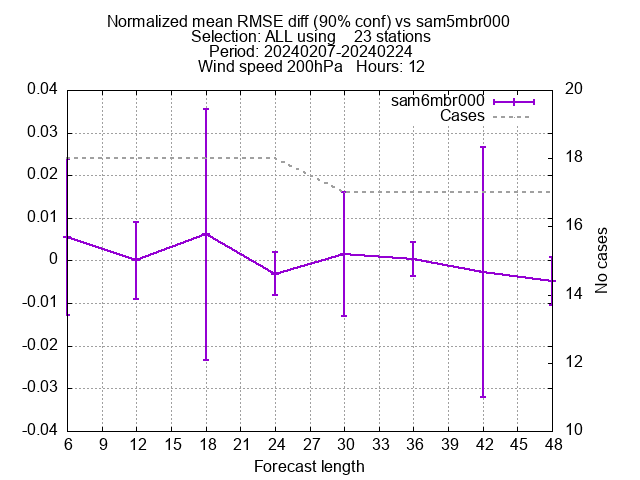 Normalized mean RMSE diff (90% conf) vs sam5mbr000
Selection: ALL using    23 stations
Period: 20240207-20240224
Wind speed 200hPa   Hours: 12
sam6mbr000
Cases
0.04
0.03
0.02
0.01
0
-0.01
-0.02
-0.03
-0.04
20
18
16
14
12
10
No cases
6 9 12 15 18 21 24 27 30 33 36 39 42 45 48
Forecast length